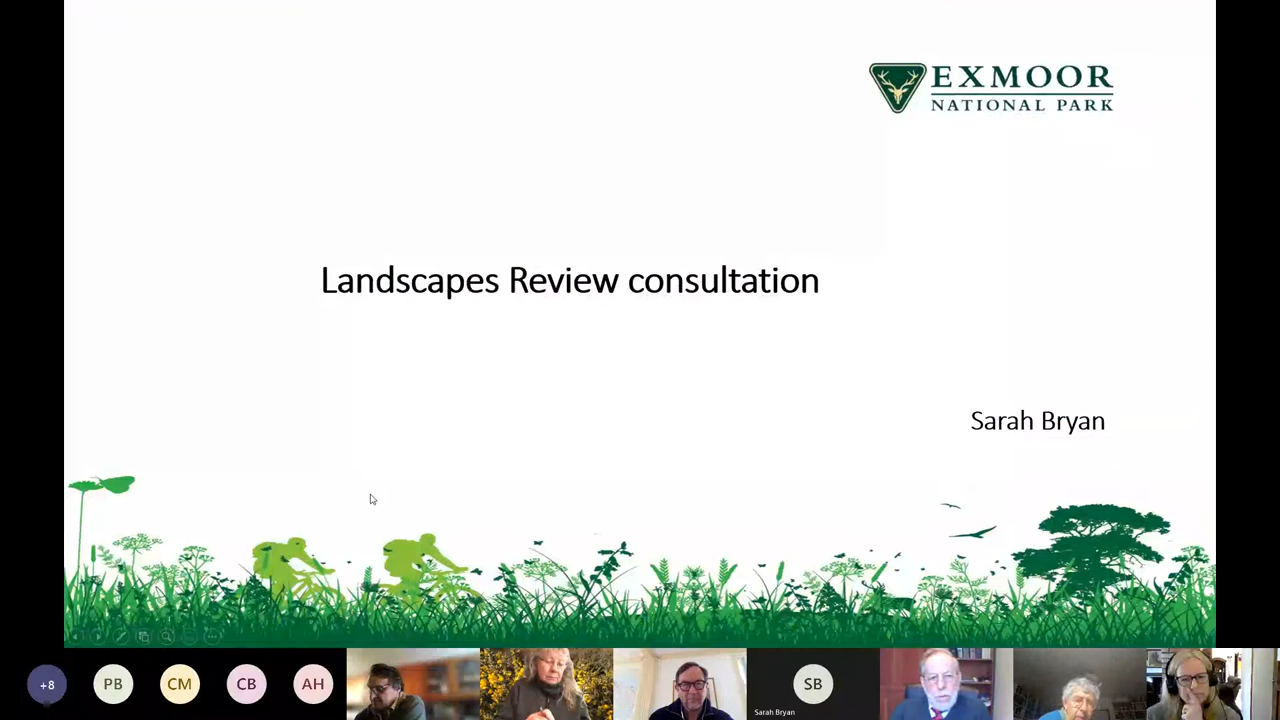 EXMOOR
NATIONAL PARK
Landscapes Review consultation
Sarah Bryan
+8
PB
CM
CB
AH
SB
Sarah Bryan